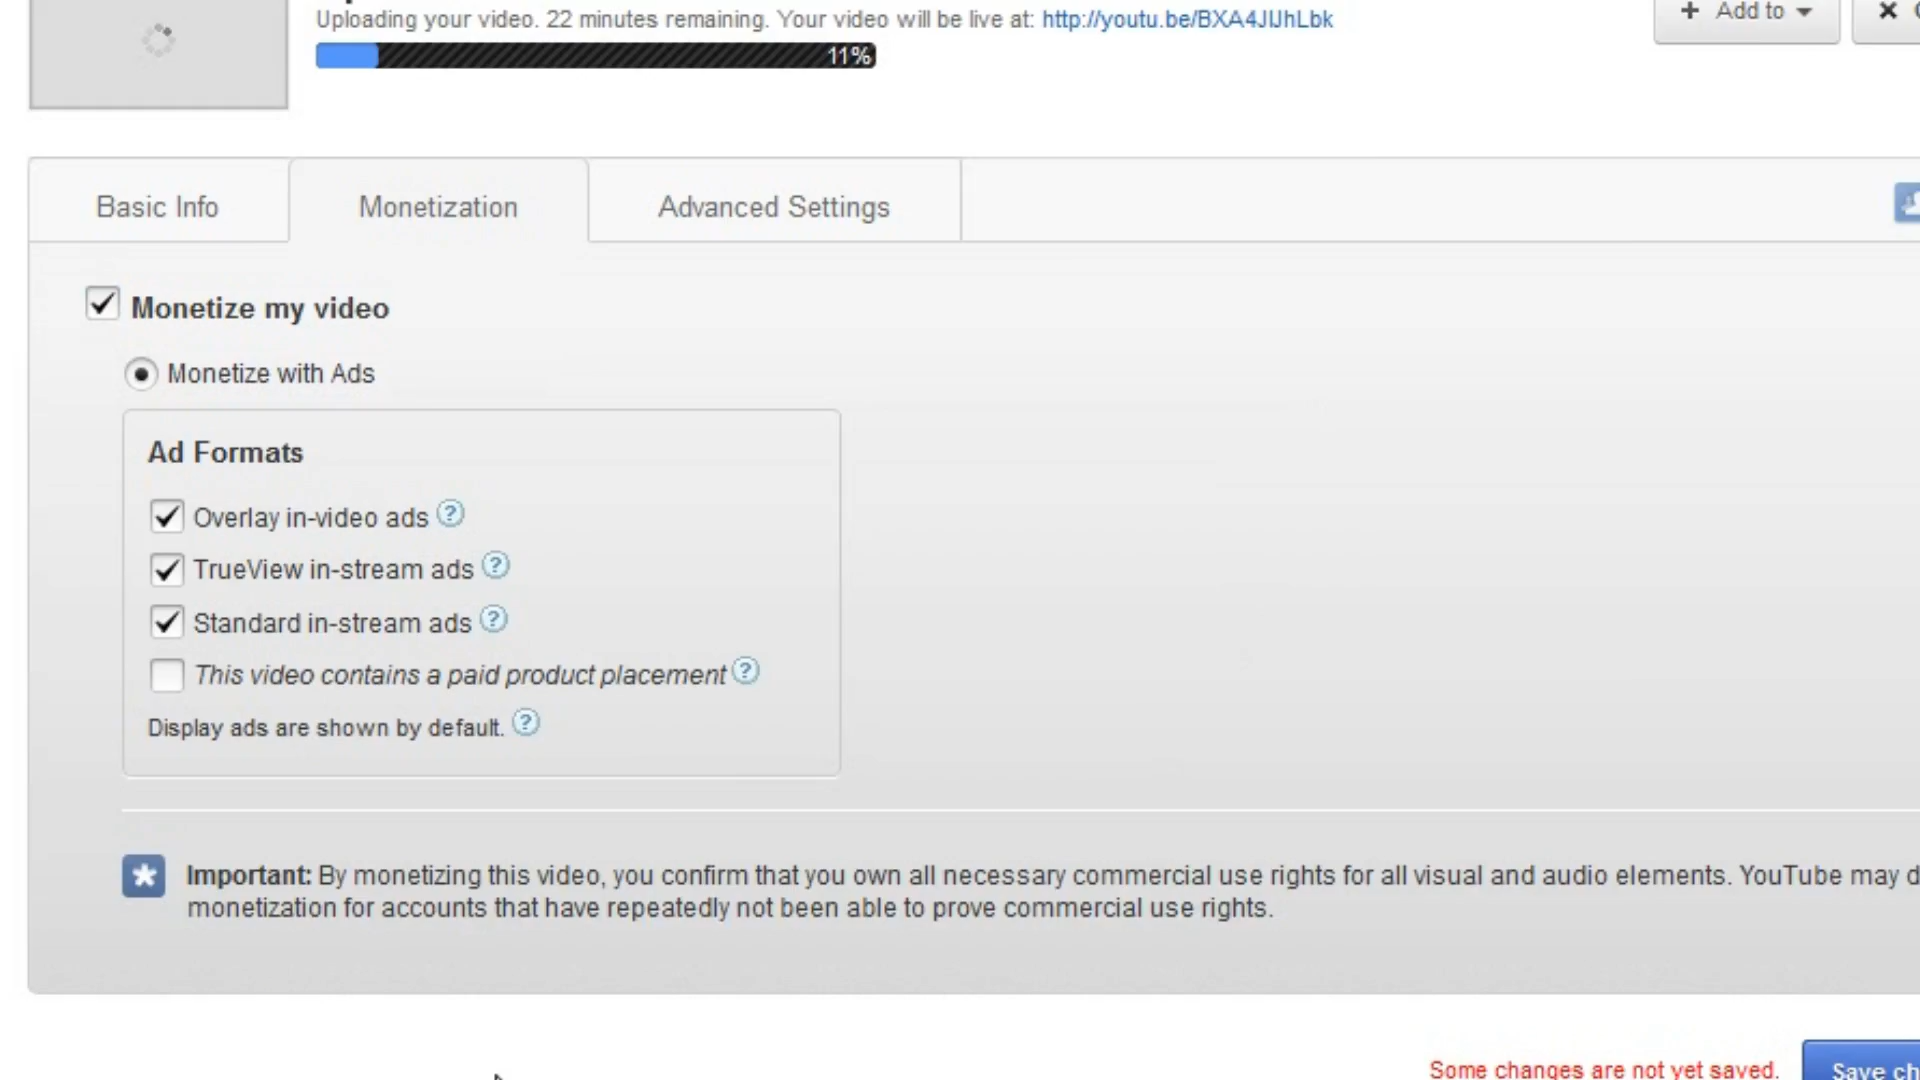 Uploading your video. 22 minutes remaining. Your video will be live at: http://youtu.be/BXA4JlJhLbk
+ Add to
11%
Basic Info
Monetization
Advanced Settings
Monetize my video
Monetize with Ads
Ad Formats
Overlay in-video ads ?
TrueView in-stream ads ?
Standard in-stream ads ?
This video contains a paid product placement ?
Display ads are shown by default. ?
Important: By monetizing this video, you confirm that you own all necessary commercial use rights for all visual and audio elements. YouTube may
monetization for accounts that have repeatedly not been able to prove commercial use rights.
Some changes are not yet saved.
Save ch